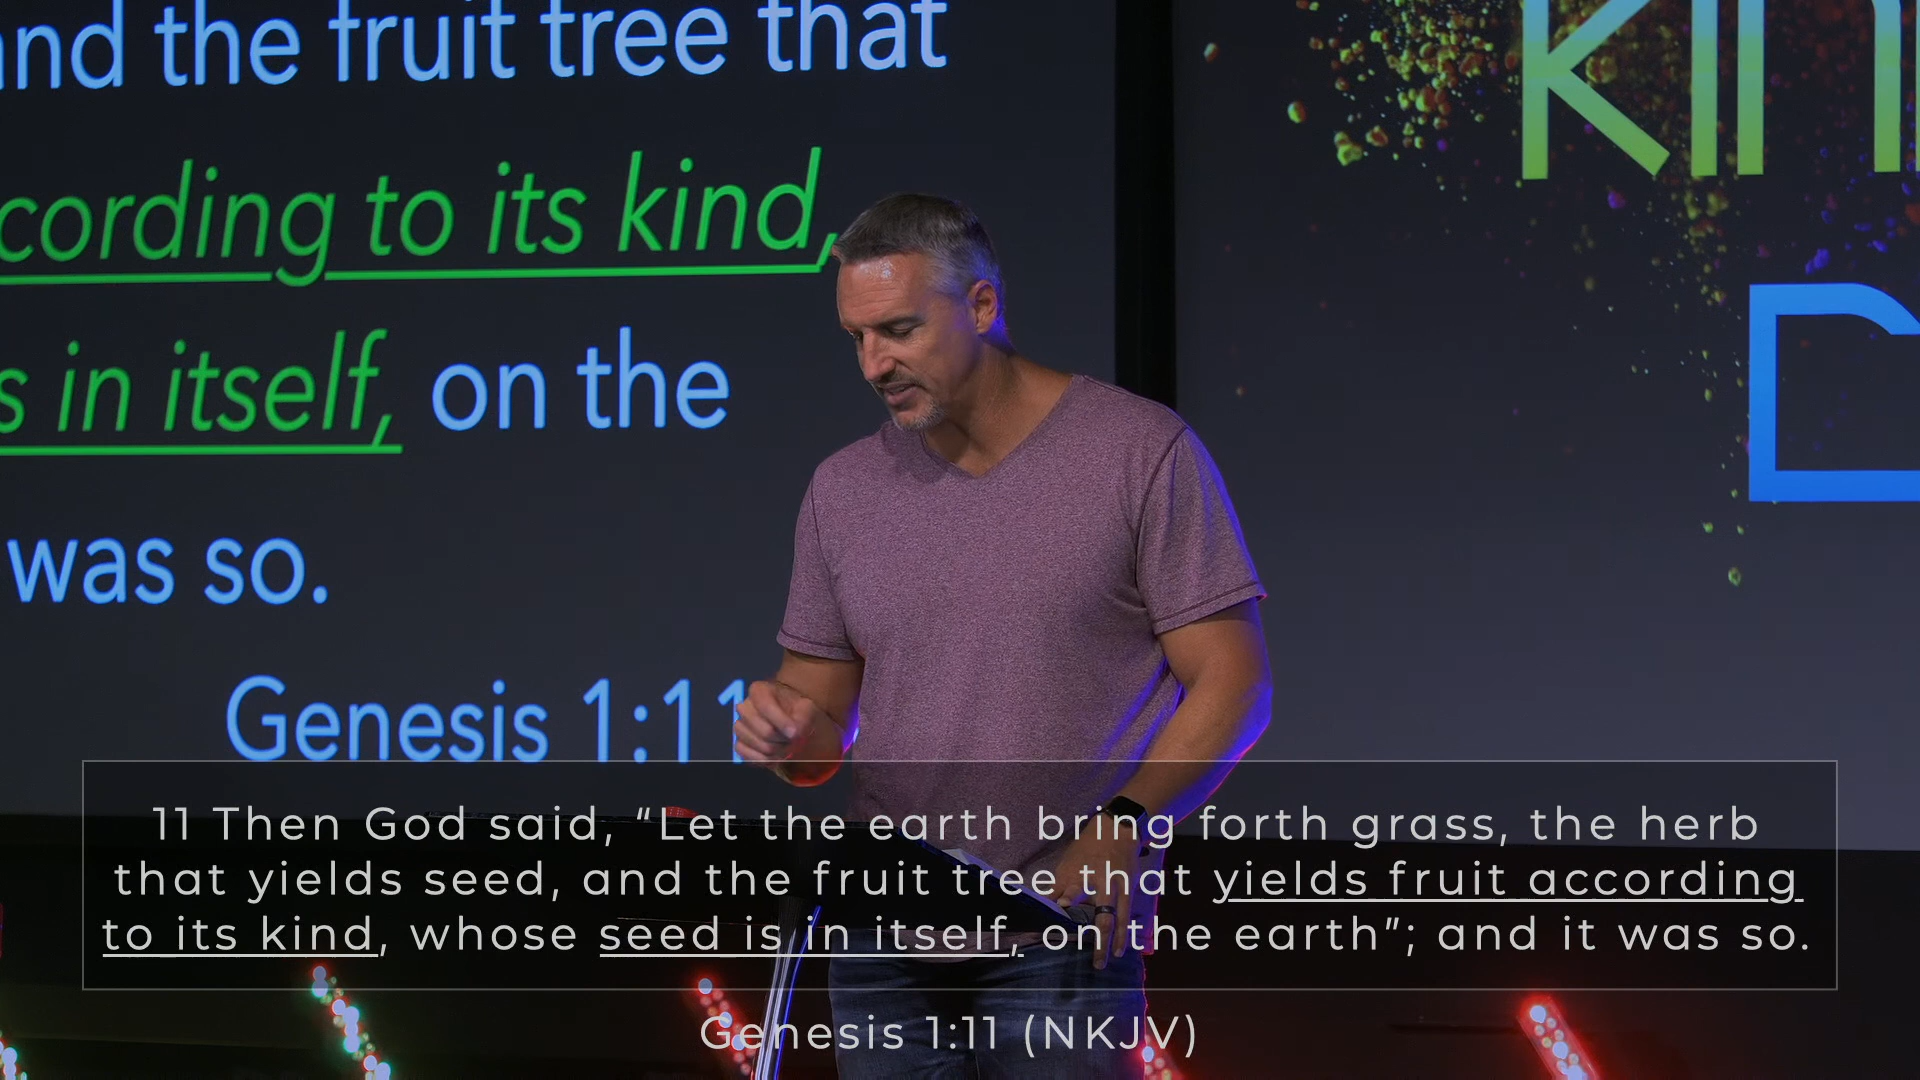 and the fruit tree that
cording to its kind,
s in itself, on the
was so.
Genesis 1:11
KIN
D
11 Then God said, “Let the earth bring forth grass, the herb
that yields seed, and the fruit tree that yields fruit according
to its kind, whose seed is in itself, on the earth”; and it was so.
Genesis 1:11 (NKJV)